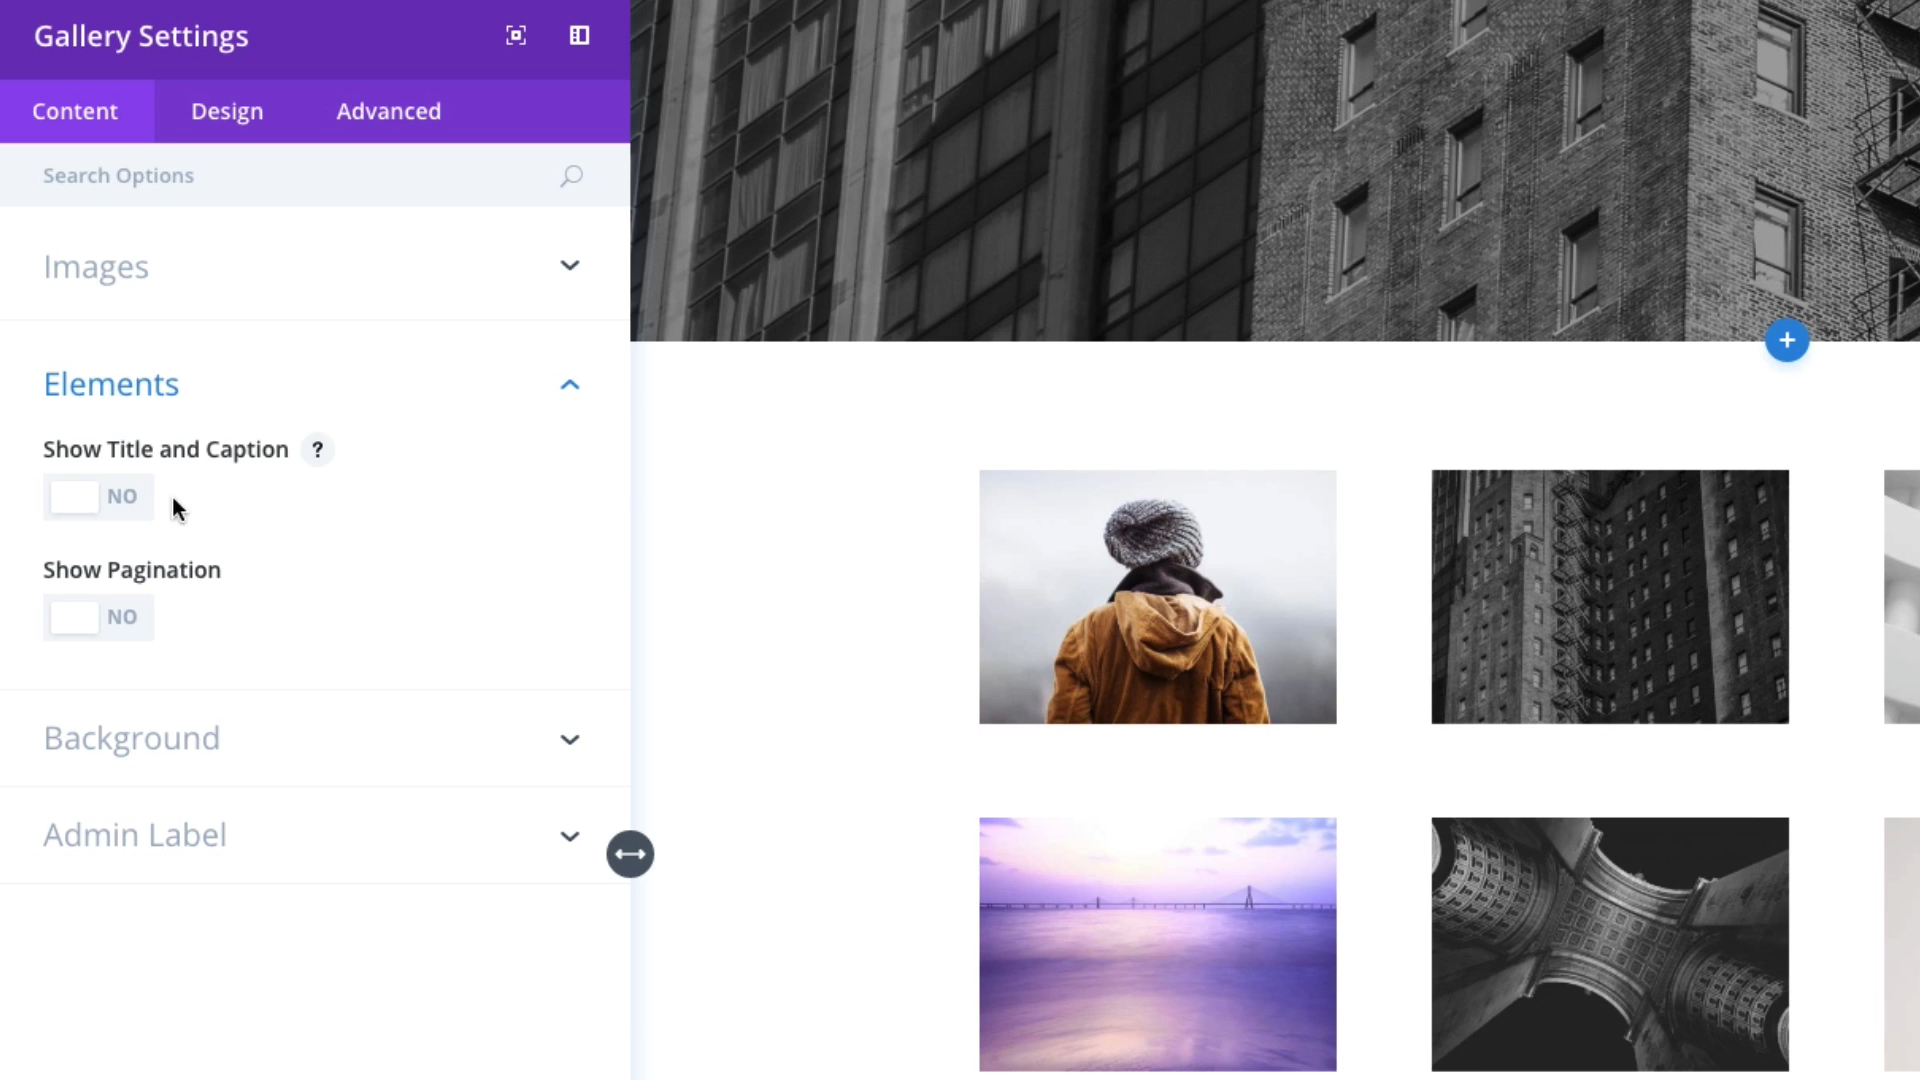 Gallery Settings
Content Design Advanced
Search Options
Images
Elements
Show Title and Caption ?
NO
Show Pagination
NO
Background
Admin Label